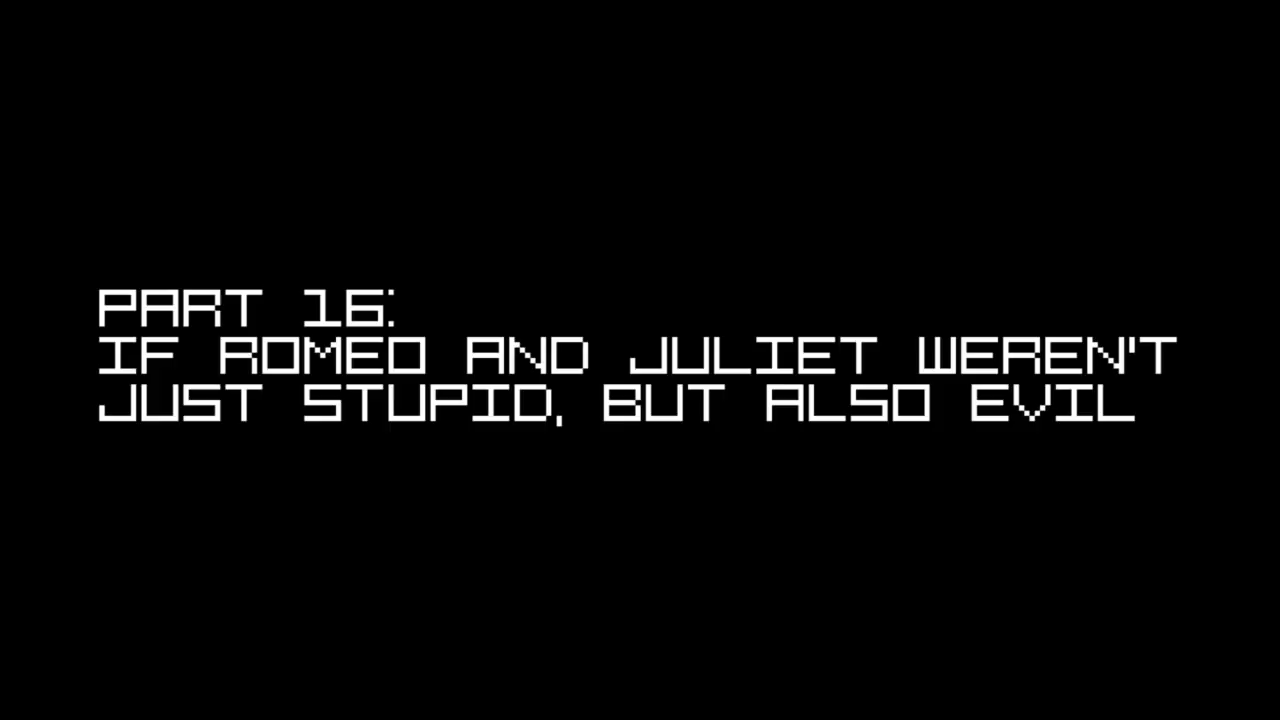 PART 16:
IF ROMEO AND JULIET WEREN'T
JUST STUPID, BUT ALSO EVIL